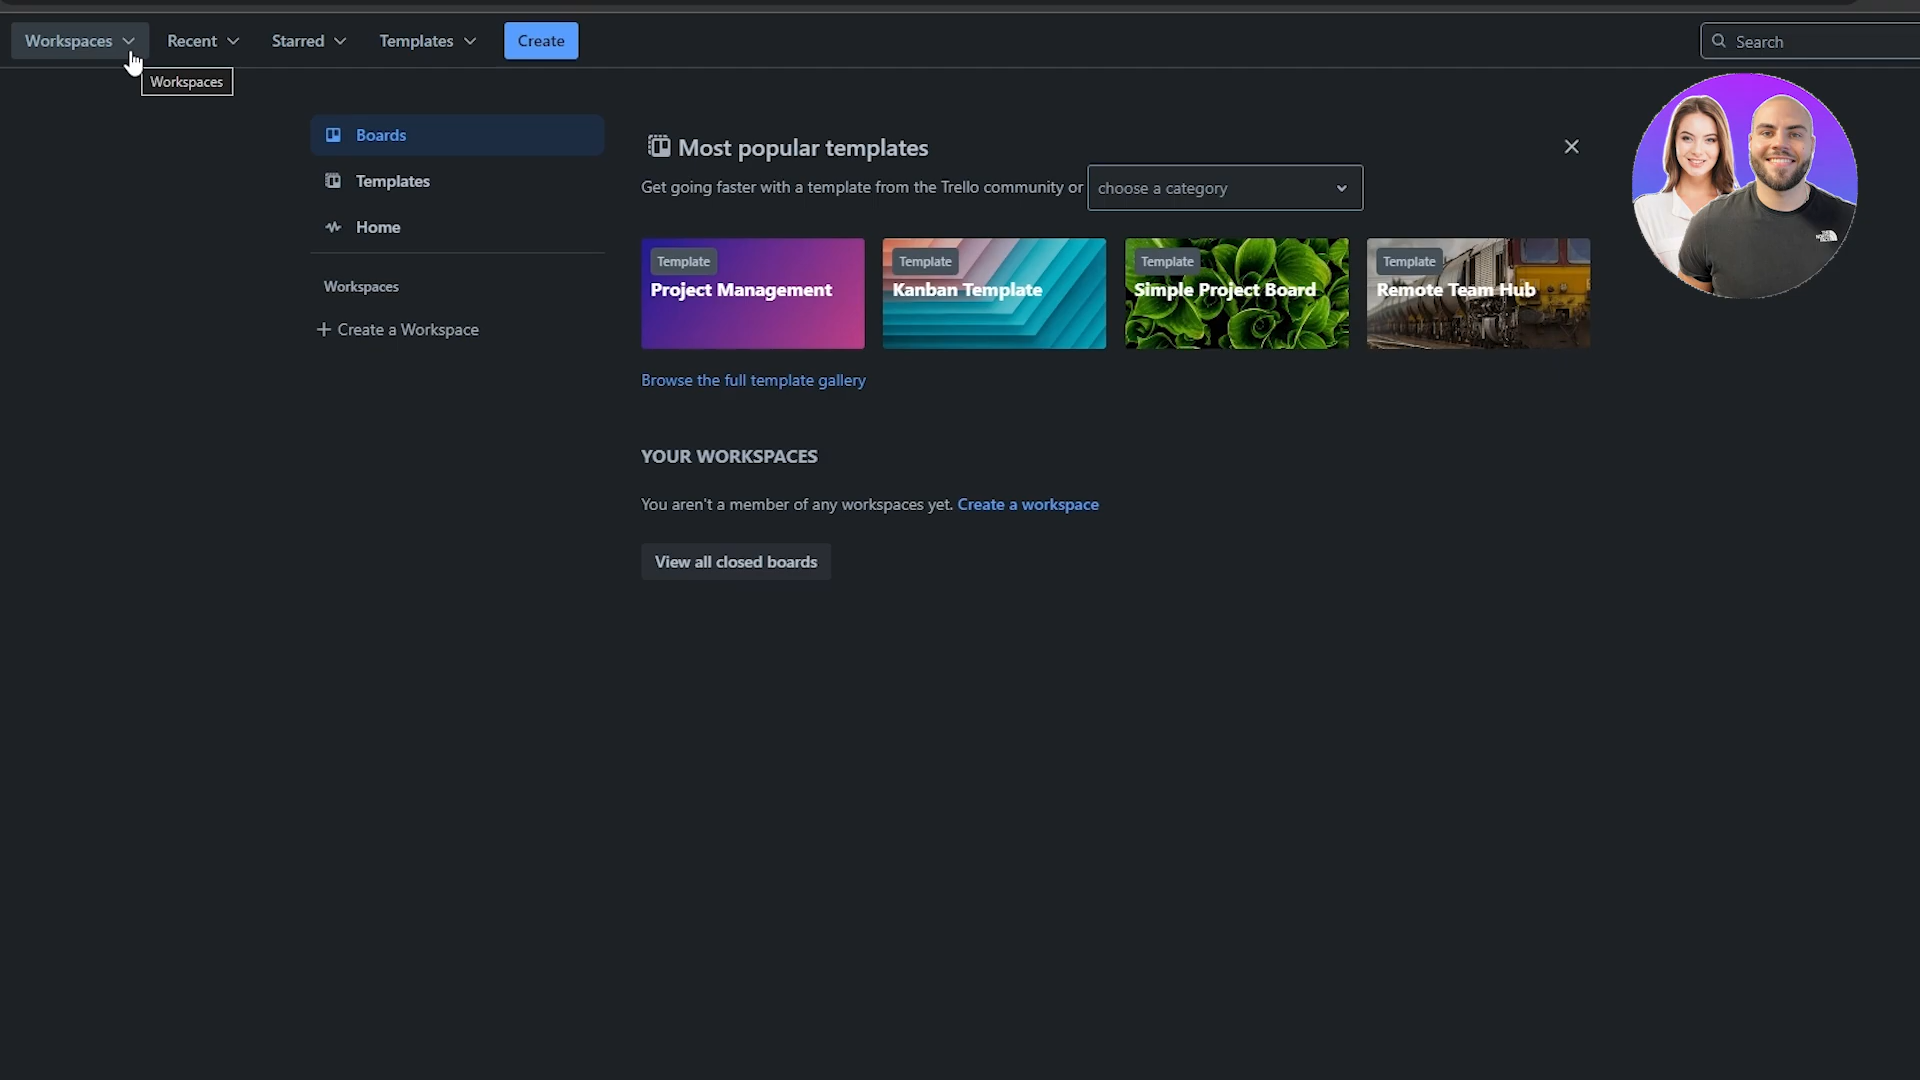 Workspaces Recent Starred Templates Create Search
Workspaces
Boards
Templates
Home
Workspaces
Create a Workspace
Most popular templates
Get going faster with a template from the Trello community or choose a category
Template Template Template Template
Project Management Kanban Template Simple Project Board Remote Team Hub
Browse the full template gallery
YOUR WORKSPACES
You aren't a member of any workspaces yet. Create a workspace
View all closed boards
THE NORTH FACE